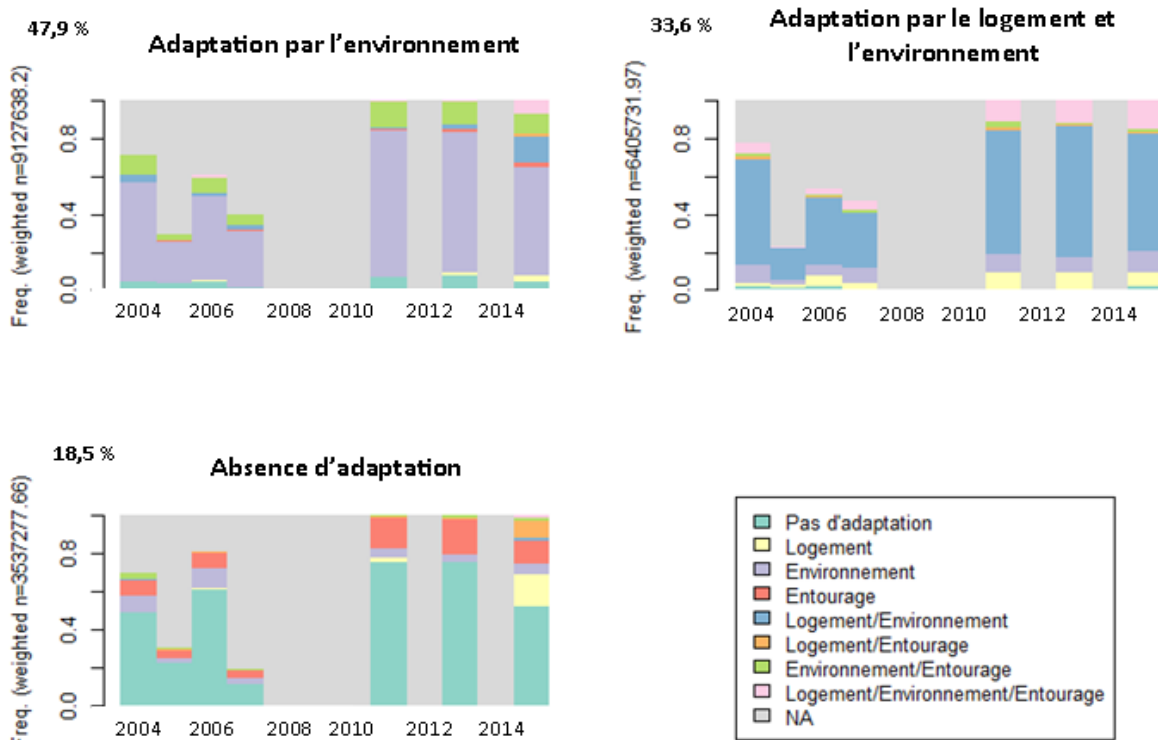 47,9 %
Adaptation par l'environnement
Freq. (weighted n=9127638.2)
0.0 0.4 0.8
2004 2006 2008 2010 2012 2014
33,6 %
Adaptation par le logement et
l'environnement
Freq. (weighted n=6405731.97)
0.0 0.4 0.8
2004 2006 2008 2010 2012 2014
18,5 %
Absence d'adaptation
Freq. (weighted n=3537277.66)
0.0 0.4 0.8
2004 2006 2008 2010 2012 2014
Pas d'adaptation
Logement
Environnement
Entourage
Logement/Environnement
Logement/Entourage
Environnement/Entourage
Logement/Environnement/Entourage
NA